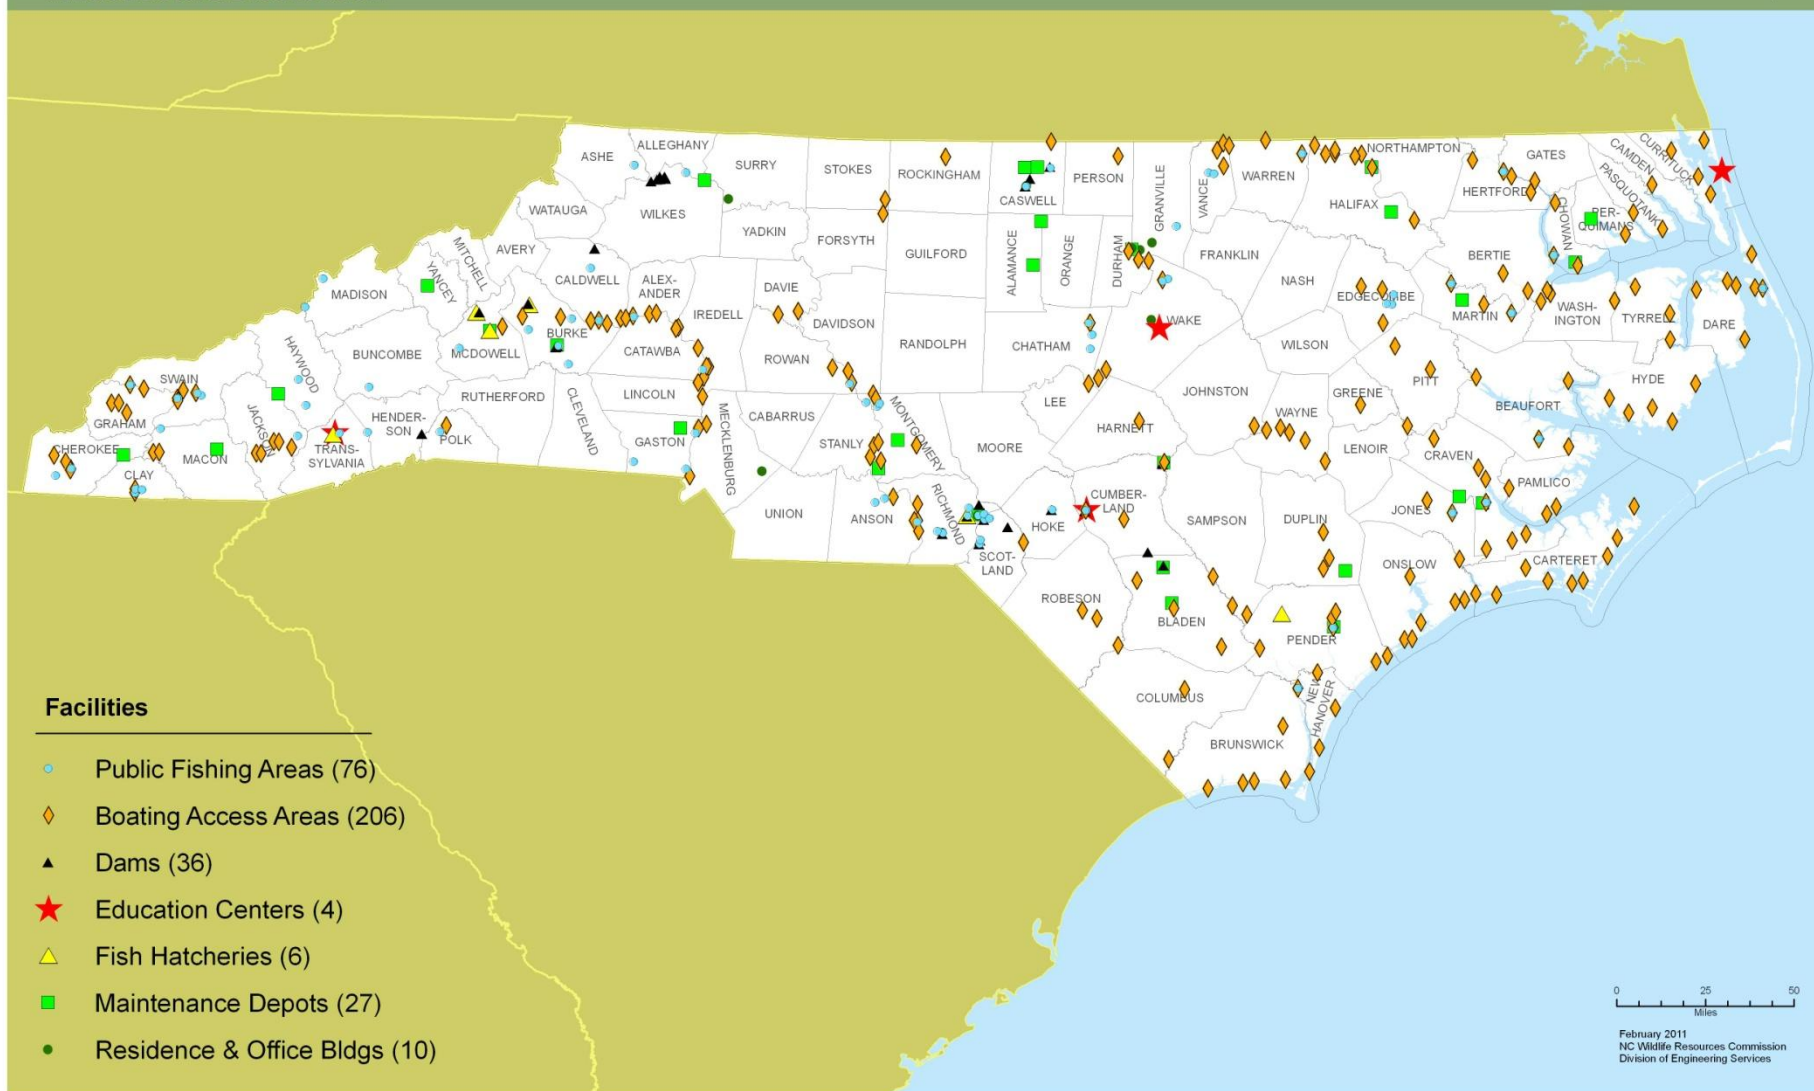 ASHE
ALLEGHANY
SURRY
STOKES
ROCKINGHAM
CASWELL
PERSON
GRANVILLE
VANCE
WARREN
NORTHAMPTON
HALIFAX
HERTFORD
GATES
CURRITUCK
CAMDEN
PASQUOTANK
PER-
QUIMANS
CHOWAN
WATAUGA
WILKES
YADKIN
FORSYTH
GUILFORD
ALAMANCE
ORANGE
DURHAM
FRANKLIN
NASH
EDGECOMBE
BERTIE
MARTIN
WASH-
INGTON
TYRRELL
DARE
MITCHELL
AVERY
YANCEY
MADISON
CALDWELL
ALEX-
ANDER
IREDELL
DAVIE
DAVIDSON
RANDOLPH
CHATHAM
WAKE
WILSON
PITT
BEAUFORT
HYDE
HAYWOOD
BUNCOMBE
MCDOWELL
BURKE
CATAWBA
ROWAN
LEE
JOHNSTON
GREENE
SWAIN
GRAHAM
CHEROKEE
CLAY
MACON
JACKSON
TRANS-
SYLVANIA
HENDER-
SON
POLK
RUTHERFORD
CLEVELAND
LINCOLN
GASTON
MECKLENBURG
CABARRUS
STANLY
MONTGOMERY
MOORE
HARNETT
WAYNE
LENOIR
CRAVEN
PAMLICO
UNION
ANSON
RICHMOND
SCOT-
LAND
HOKE
CUMBER-
LAND
SAMPSON
DUPLIN
JONES
ONSLOW
CARTERET
ROBESON
BLADEN
PENDER
COLUMBUS
NEW
HANOVER
BRUNSWICK
Facilities
Public Fishing Areas (76)
Boating Access Areas (206)
Dams (36)
Education Centers (4)
Fish Hatcheries (6)
Maintenance Depots (27)
Residence & Office Bldgs (10)
0 25 50
Miles
February 2011
NC Wildlife Resources Commission
Division of Engineering Services